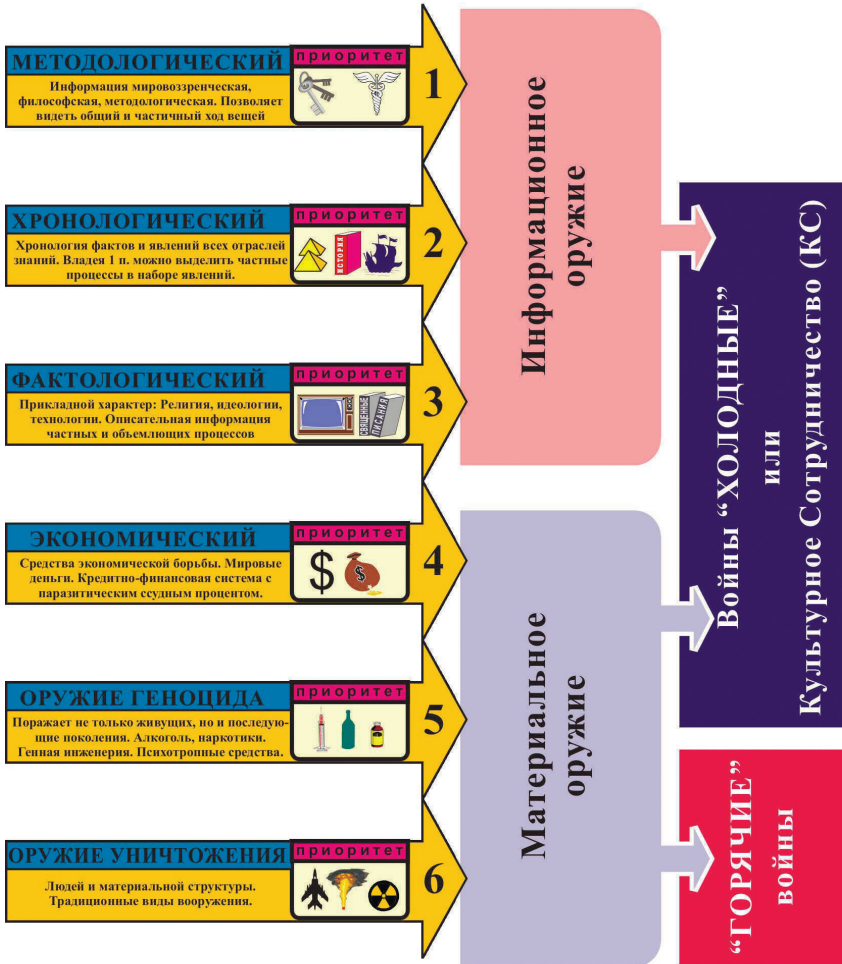 МЕТОДОЛОГИЧЕСКИЙ
приоритет
Информация мировоззренческая,
философская, методологическая. Позволяет
видеть общий и частичный ход вещей
1
ХРОНОЛОГИЧЕСКИЙ
приоритет
Хронология фактов и явлений всех отраслей
знаний. Владея 1 п. можно выделить частные
процессы в наборе явлений.
ИСТОРИЯ
2
ФАКТОЛОГИЧЕСКИЙ
приоритет
Прикладной характер: Религия, идеологии,
технологии. Описательная информация
частных и объемлющих процессов
СВЯЩЕННЫЕ
ПИСАНИЯ
3
ЭКОНОМИЧЕСКИЙ
приоритет
Средства экономической борьбы. Мировые
деньги. Кредитно-финансовая система с
паразитическим ссудным процентом.
$
$
4
ОРУЖИЕ ГЕНОЦИДА
приоритет
Поражает не только живущих, но и последую-
щие поколения. Алкоголь, наркотики.
Генная инженерия. Психотропные средства.
5
ОРУЖИЕ УНИЧТОЖЕНИЯ
приоритет
Людей и материальной структуры.
Традиционные виды вооружения.
6
Информационное
оружие
Материальное
оружие
Войны “ХОЛОДНЫЕ”
или
Культурное Сотрудничество (КС)
“ГОРЯЧИЕ”
войны